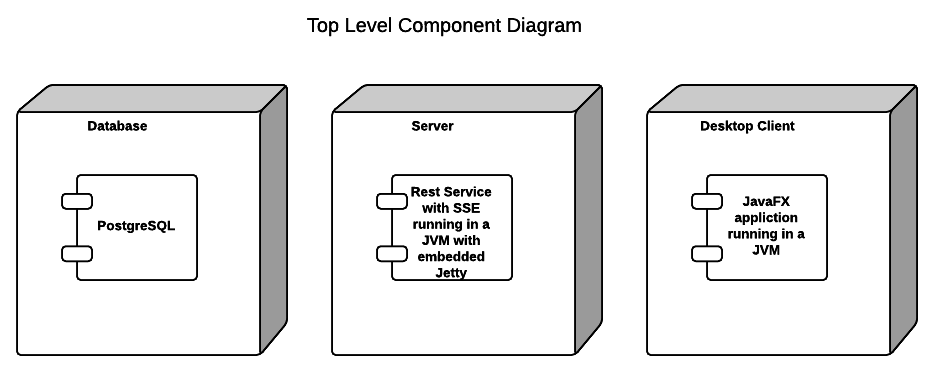 Top Level Component Diagram
Database
PostgreSQL
Server
Rest Service
with SSE
running in a
JVM with
embedded
Jetty
Desktop Client
JavaFX
appliction
running in a
JVM